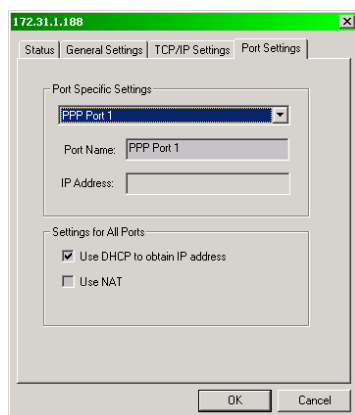 172.31.1.188
Status General Settings TCP/IP Settings Port Settings
Port Specific Settings
PPP Port 1
Port Name: PPP Port 1
IP Address:
Settings for All Ports
Use DHCP to obtain IP address
Use NAT
OK Cancel